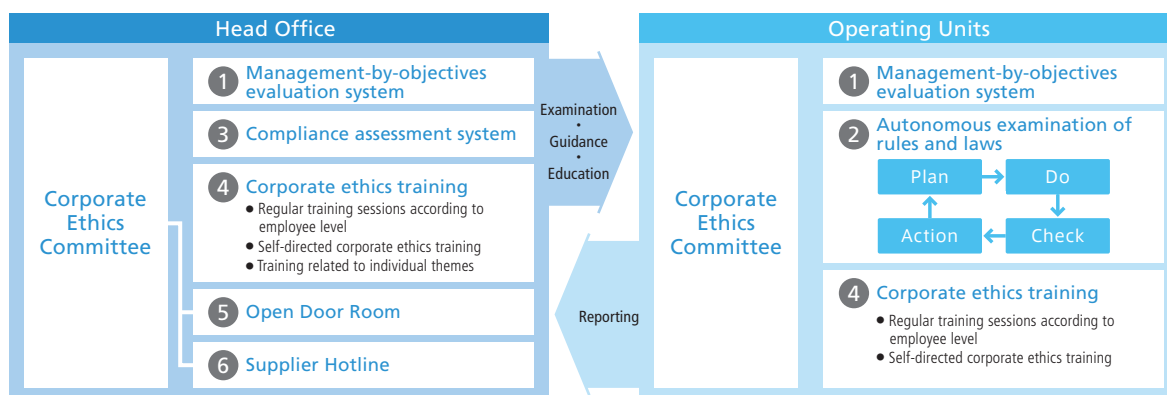 Head Office
Corporate
Ethics
Committee
1 Management-by-objectives
evaluation system
3 Compliance assessment system
4 Corporate ethics training
● Regular training sessions according to
employee level
● Self-directed corporate ethics training
● Training related to individual themes
5 Open Door Room
6 Supplier Hotline
Examination
・
Guidance
・
Education
Reporting
Operating Units
Corporate
Ethics
Committee
1 Management-by-objectives
evaluation system
2 Autonomous examination of
rules and laws
Plan
Do
Action
Check
4 Corporate ethics training
● Regular training sessions according to
employee level
● Self-directed corporate ethics training